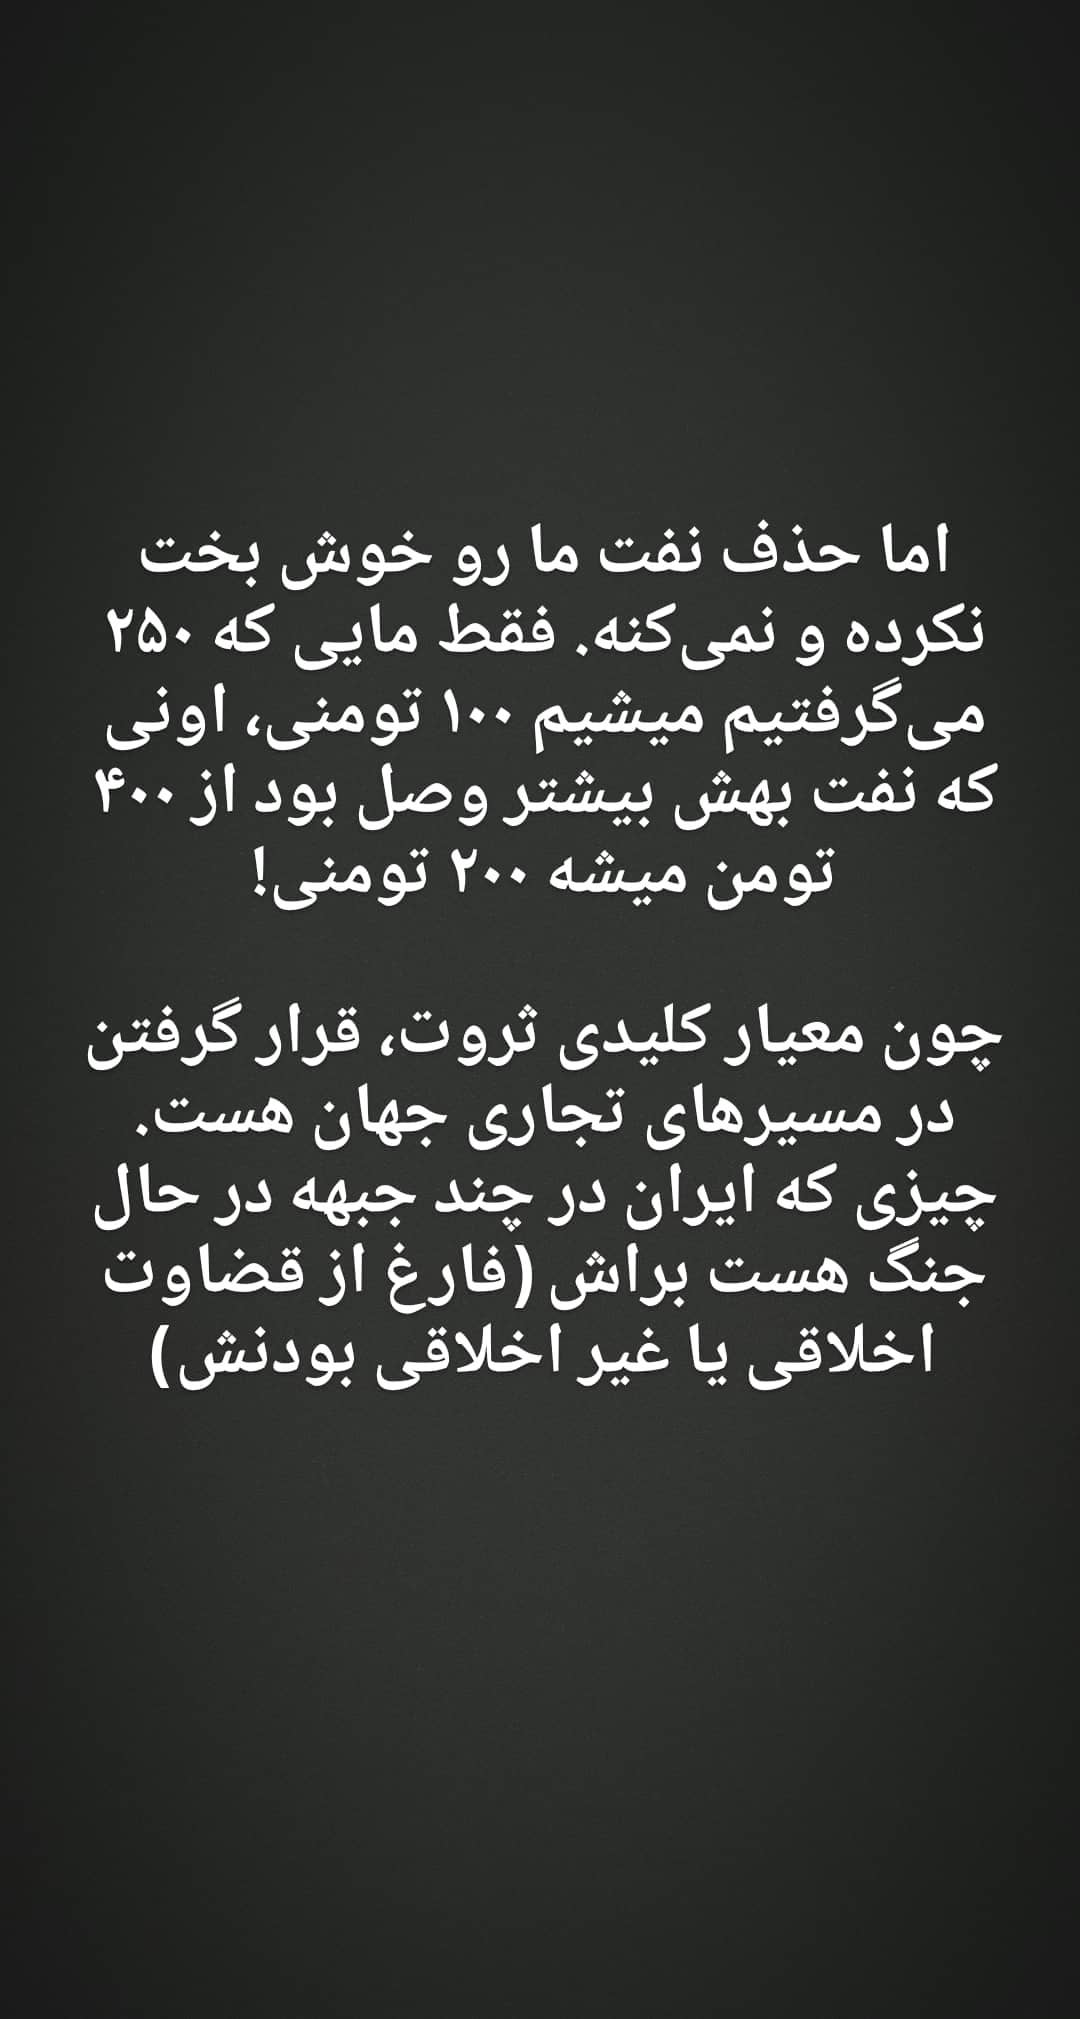 اما حذف نفت ما رو خوش بخت
نکرده و نمی‌کنه. فقط مایی که ۲۵۰
می‌گرفتیم میشیم ۱۰۰ تومنی، اونی
که نفت بهش بیشتر وصل بود از ۴۰۰
تومن میشه ۲۰۰ تومنی!
چون معیار کلیدی ثروت، قرار گرفتن
در مسیرهای تجاری جهان هست.
چیزی که ایران در چند جبهه در حال
جنگ هست براش (فارغ از قضاوت
اخلاقی یا غیر اخلاقی بودنش)